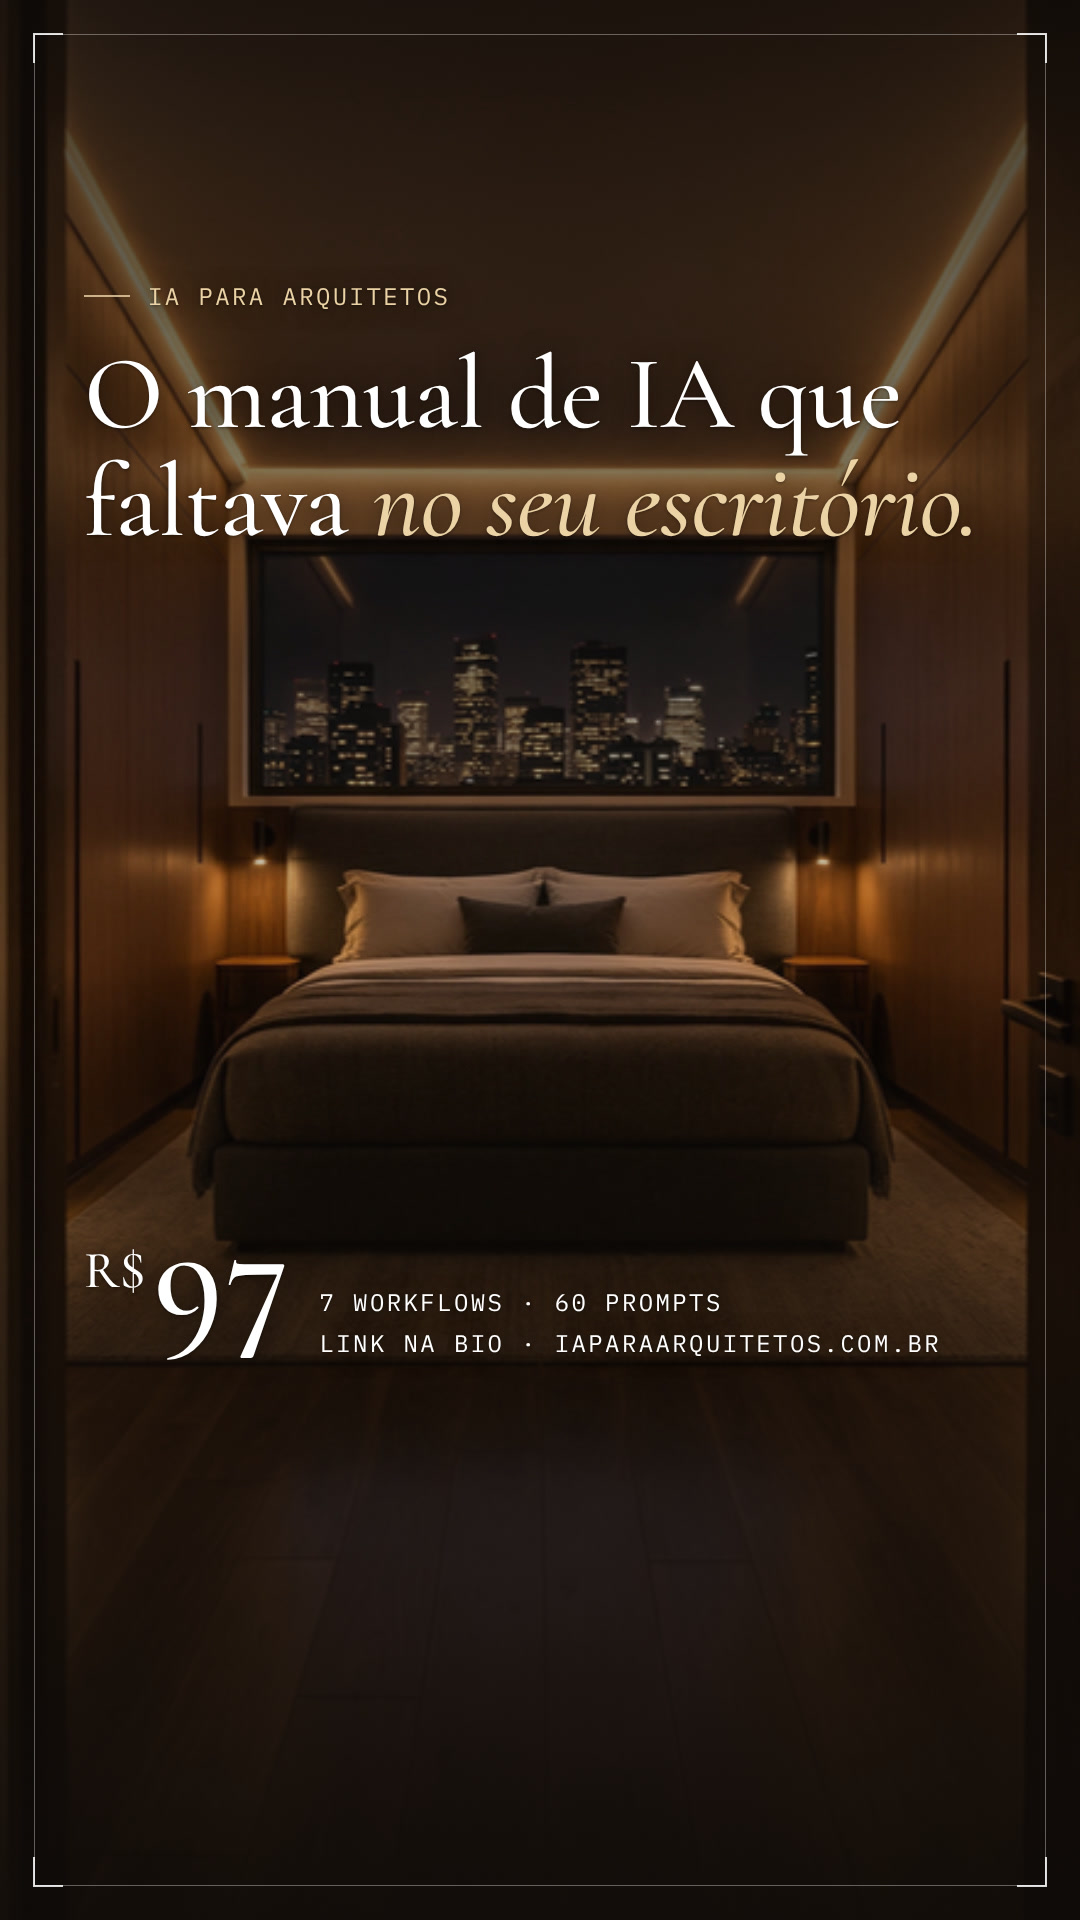 IA PARA ARQUITETOS
O manual de IA que
faltava no seu escritório.
R$ 97
7 WORKFLOWS · 60 PROMPTS
LINK NA BIO · IAPARAARQUITETOS.COM.BR